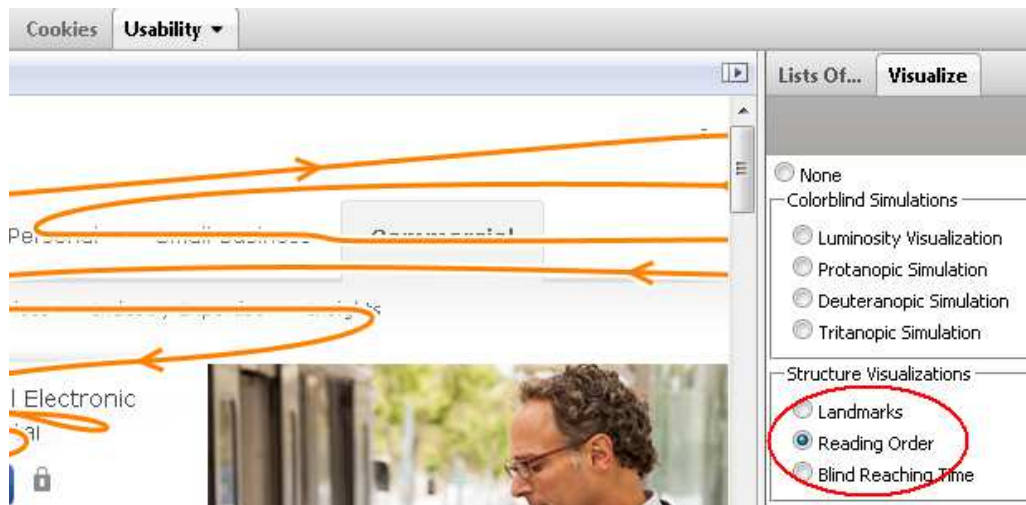 Cookies Usability
Lists Of... Visualize
None
Colorblind Simulations
Personal Small Business Commercial
Luminosity Visualization
Protanopic Simulation
Deuteranopic Simulation
Tritanopic Simulation
Structure Visualizations
l Electronic
Landmarks
Reading Order
Blind Reaching Time